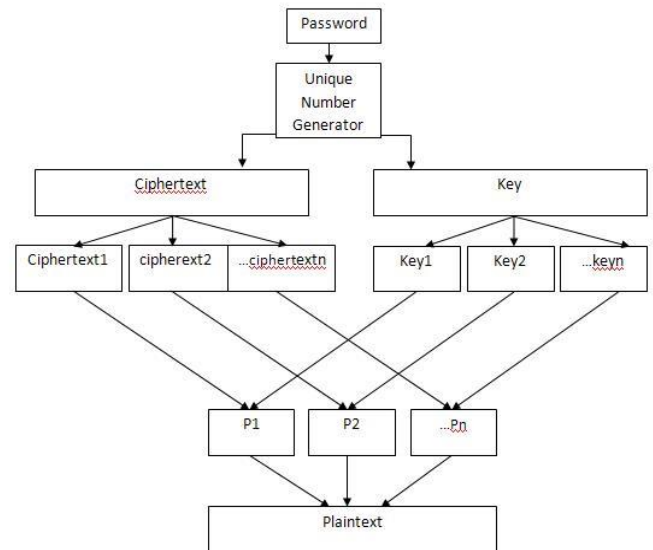 Password
Unique
Number
Generator
Ciphertext
Key
Ciphertext1
cipherext2
...ciphertextn
Key1
Key2
...keyn
P1
P2
...Pn
Plaintext